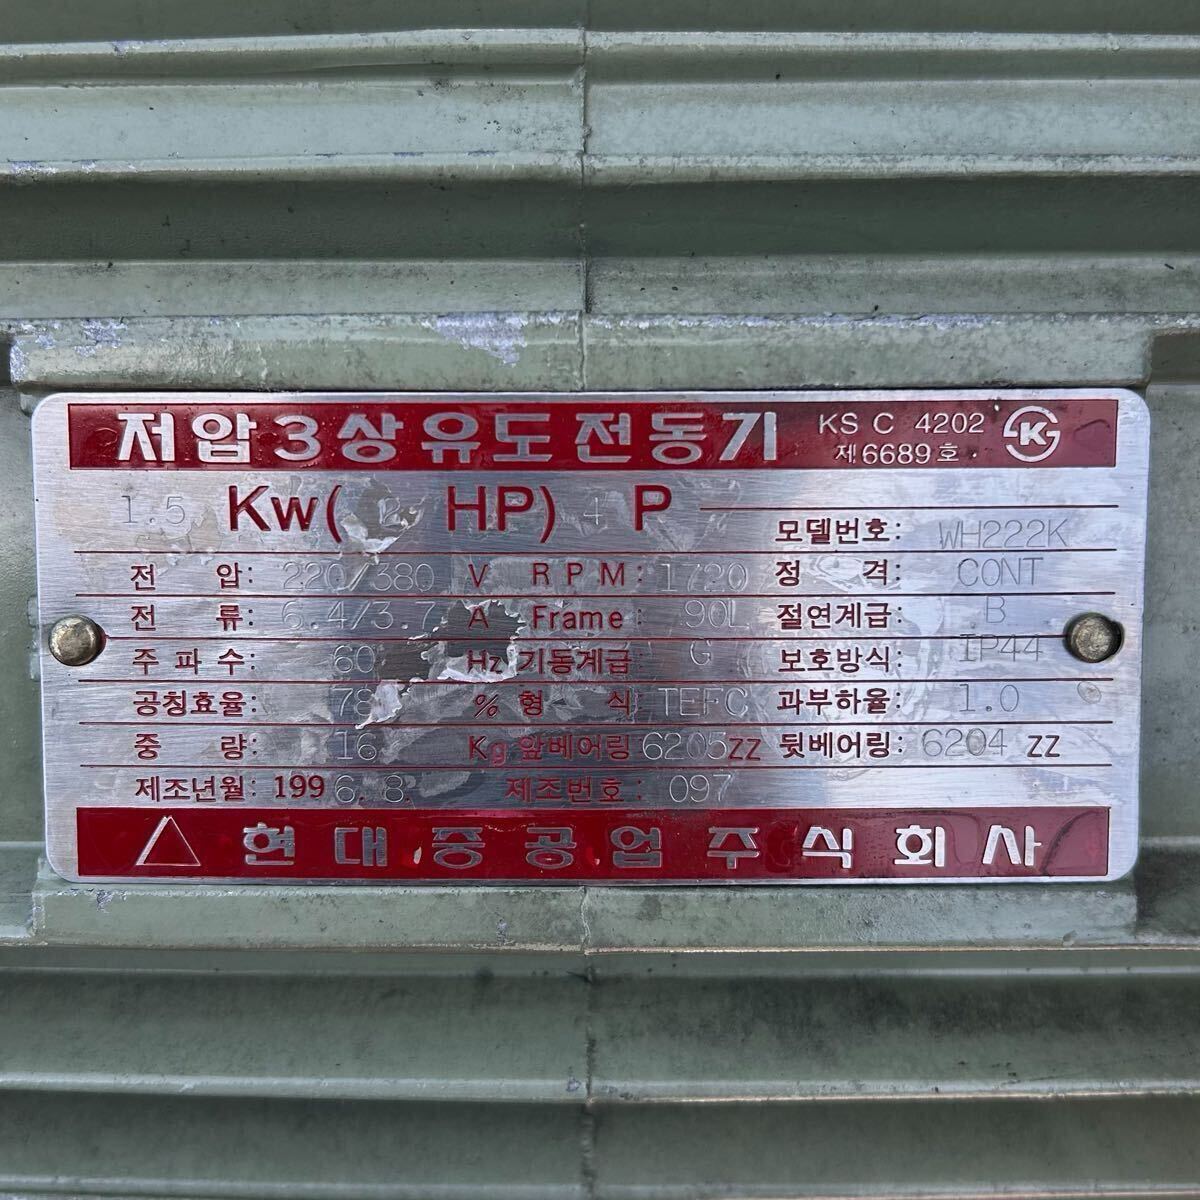 저압3상유도전동기 KS C 4202
제6689호
1.5 Kw( 2 HP) 4 P
모델번호: WH222K
전 압: 220/380 V RPM: 1720 정 격: CONT
전 류: 6.4/3.7 A Frame: 90L 절연계급: B
주파수: 60 Hz 기동계급: G 보호방식: IP44
공칭효율: 78 % 형 식: TEFC 과부하율: 1.0
중 량: 16 Kg 앞베어링 6205ZZ 뒷베어링: 6204 ZZ
제조년월: 1996.8. 제조번호: 097
현대중공업주식회사